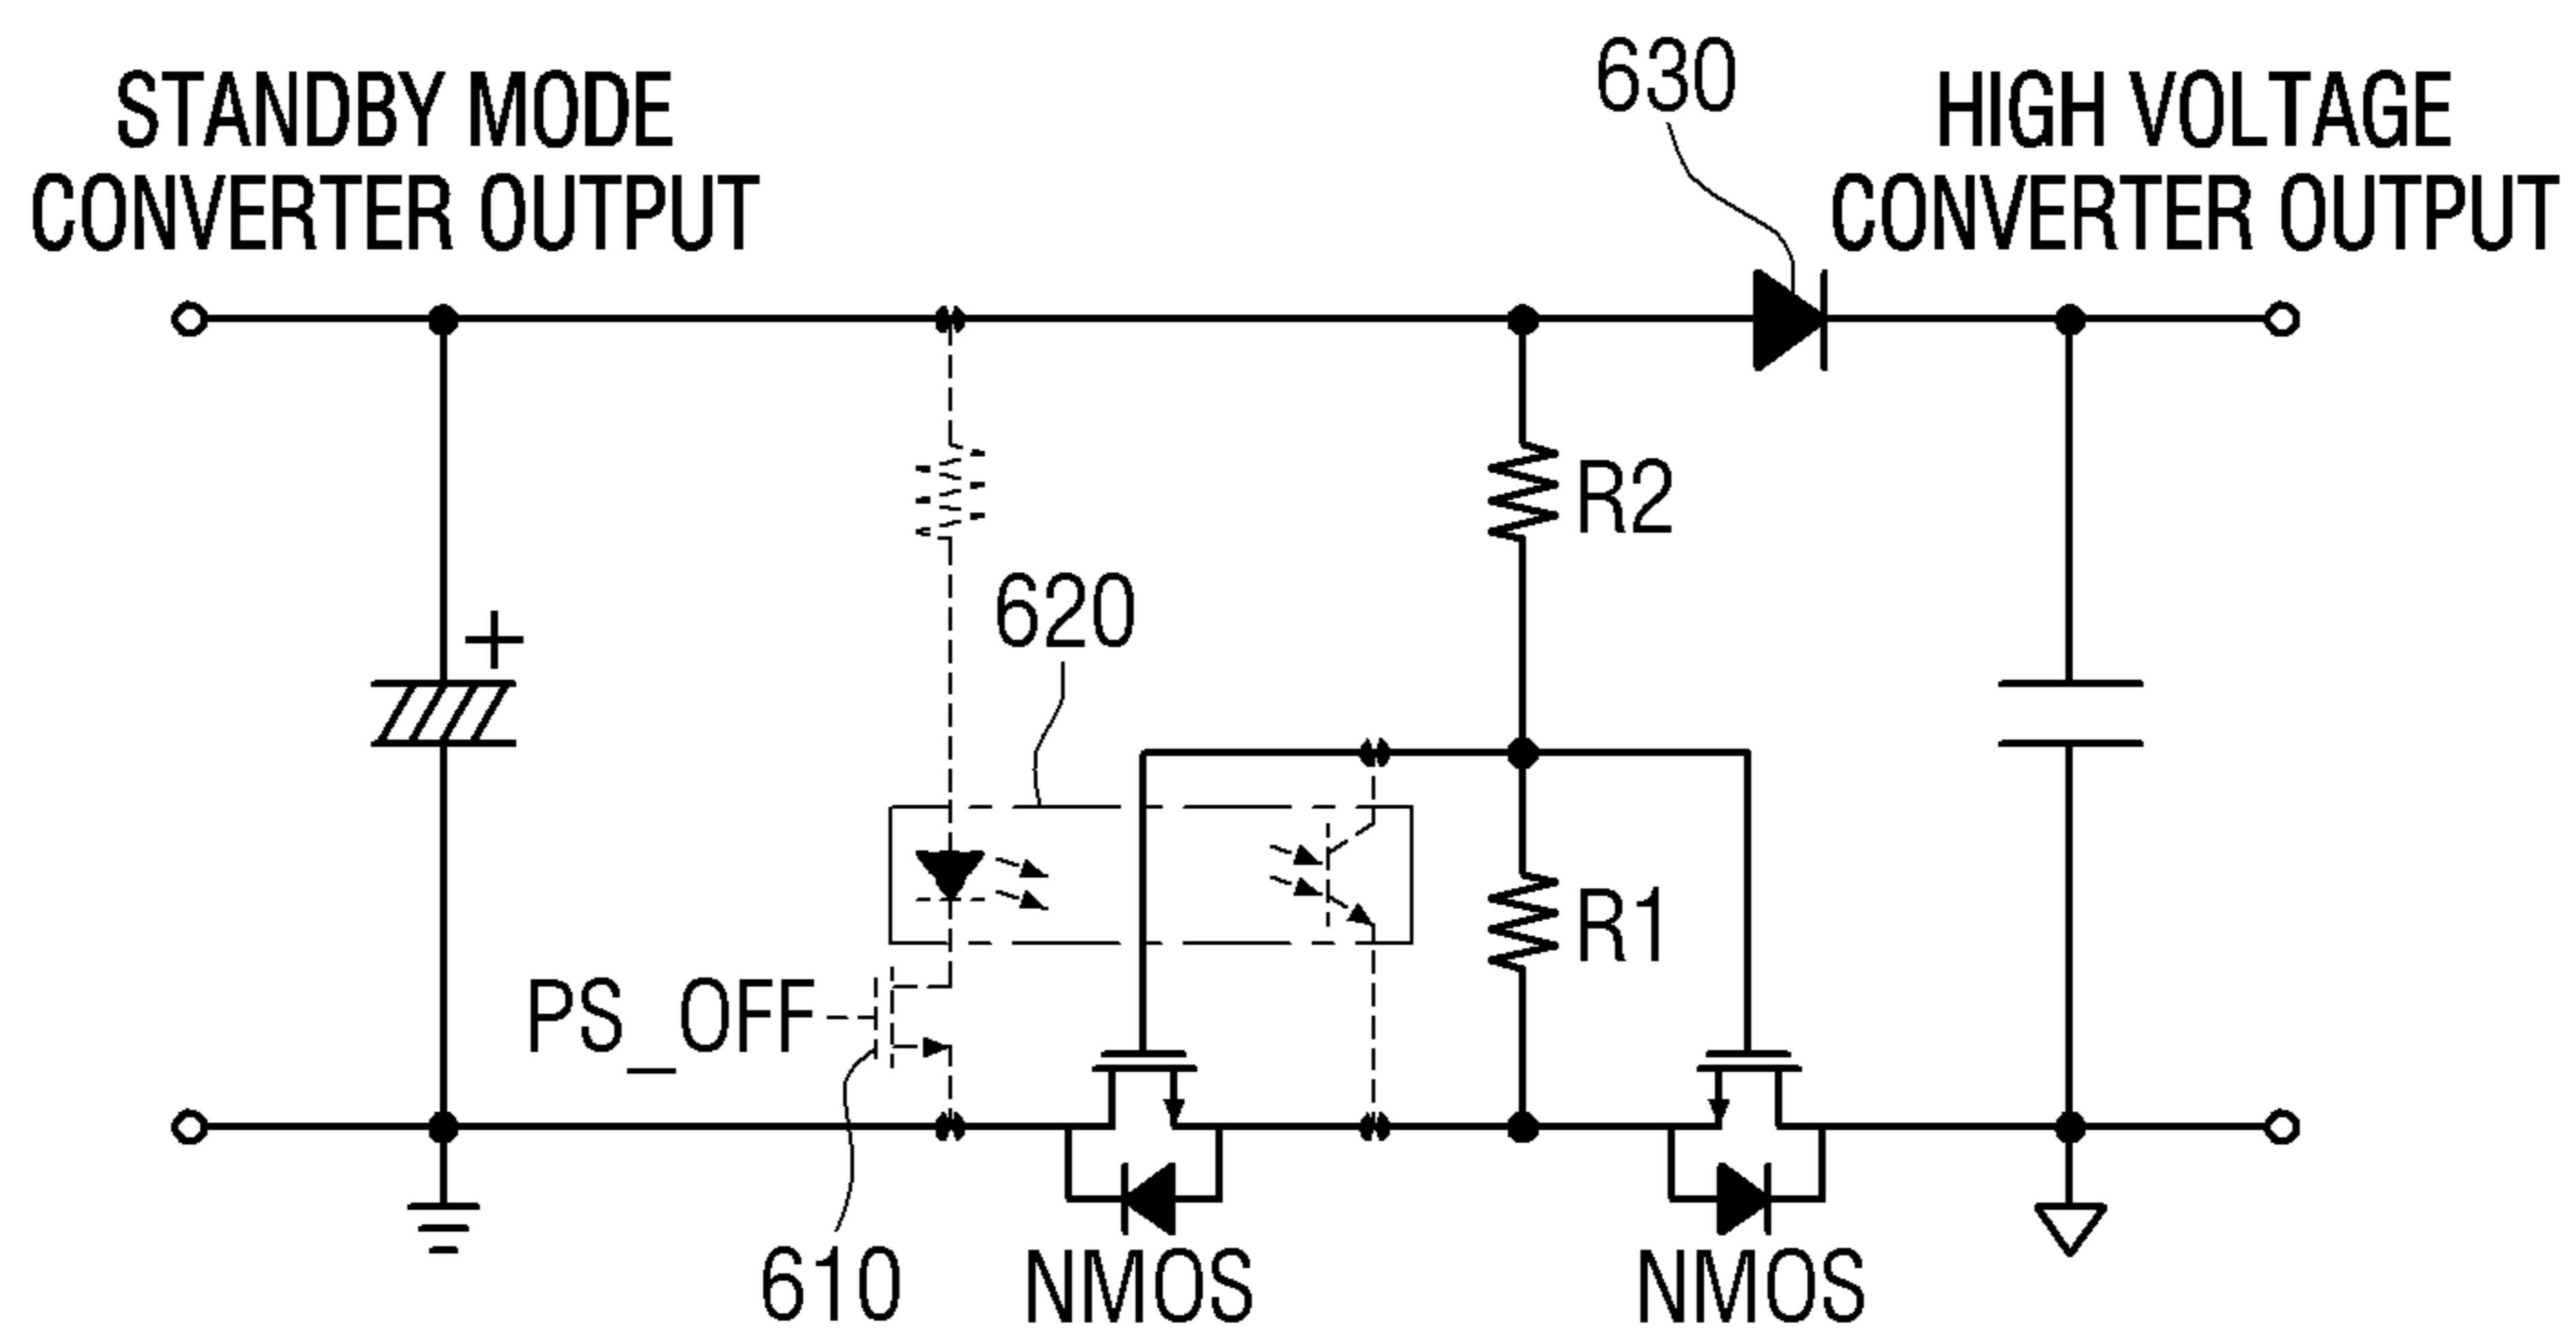 630
STANDBY MODE
CONVERTER OUTPUT
HIGH VOLTAGE
CONVERTER OUTPUT
R2
+
620
R1
PS_OFF
610
NMOS
NMOS